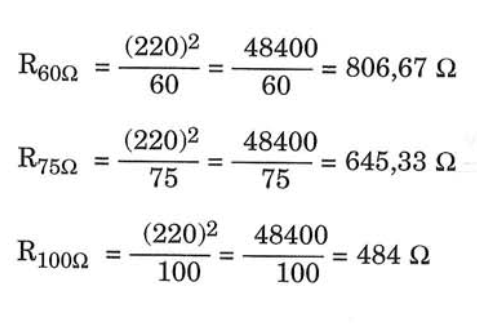 R60Ω = (220)² / 60 = 48400 / 60 = 806,67 Ω
R75Ω = (220)² / 75 = 48400 / 75 = 645,33 Ω
R100Ω = (220)² / 100 = 48400 / 100 = 484 Ω